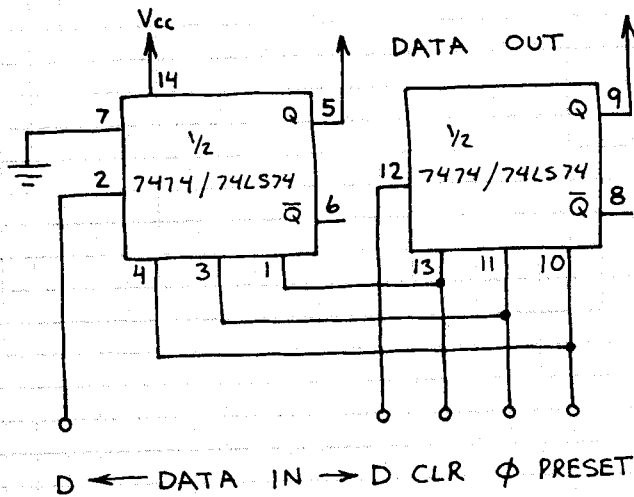 Vcc
14
DATA OUT
7
Q 5
1/2
7474/74LS74
2
Q̅ 6
4 3 1
9
Q
1/2
12
7474/74LS74
Q̅ 8
13 11 10
D ← DATA IN → D CLR ϕ PRESET